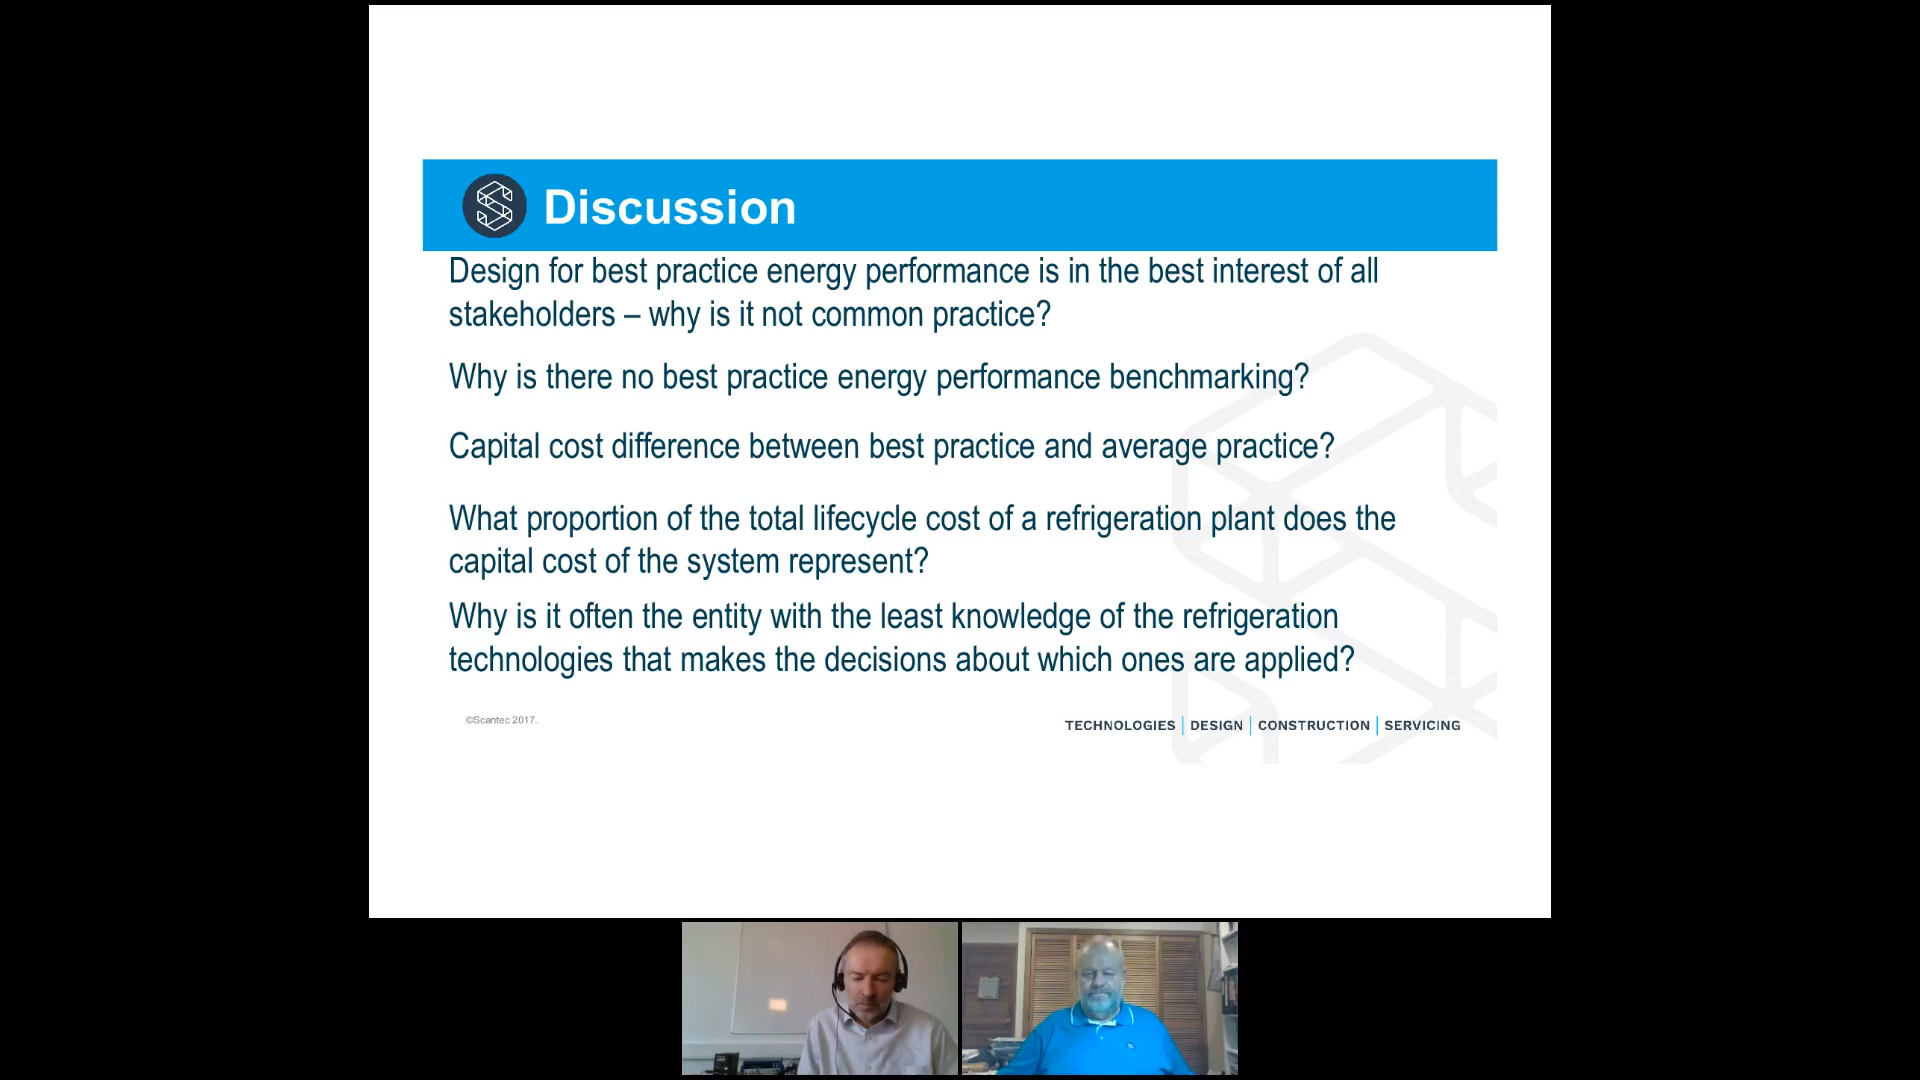 Discussion
Design for best practice energy performance is in the best interest of all
stakeholders – why is it not common practice?
Why is there no best practice energy performance benchmarking?
Capital cost difference between best practice and average practice?
What proportion of the total lifecycle cost of a refrigeration plant does the
capital cost of the system represent?
Why is it often the entity with the least knowledge of the refrigeration
technologies that makes the decisions about which ones are applied?
©Scantec 2017.
TECHNOLOGIES | DESIGN | CONSTRUCTION | SERVICING